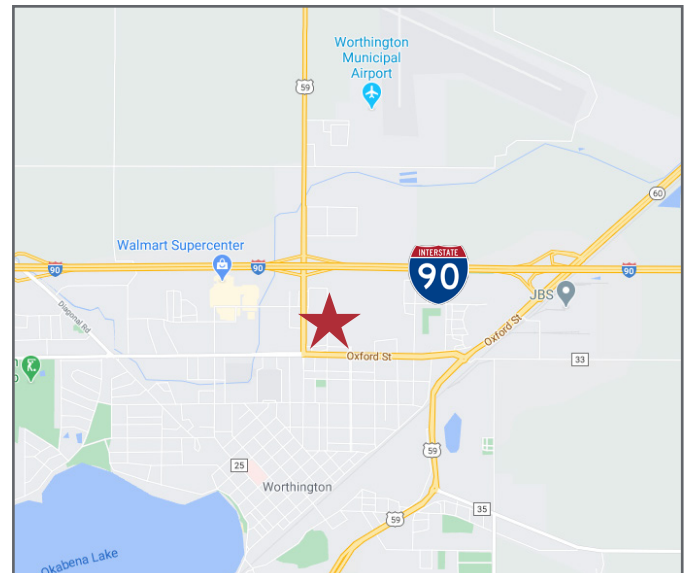 Worthington
Municipal
Airport
59
60
Walmart Supercenter
INTERSTATE
90
90
90
90
JBS
Diagonal Rd
Oxford St
Oxford St
33
59
25
Worthington
35
59
Okabena Lake